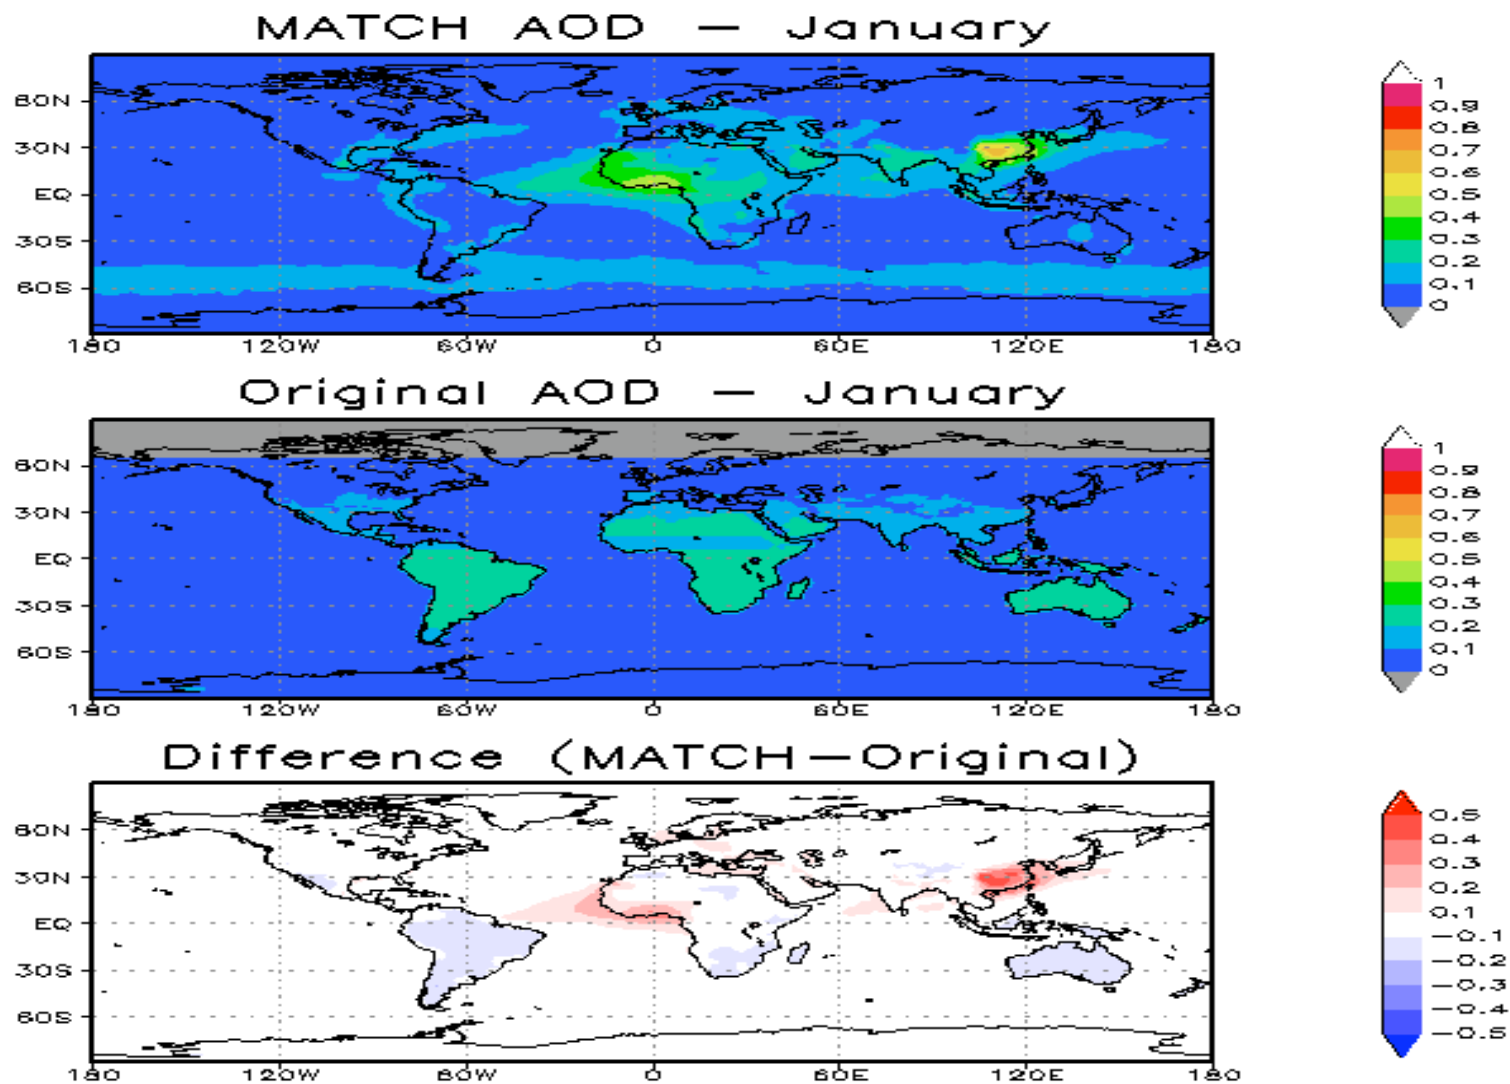 MATCH AOD — January
60N
30N
EQ
30S
60S
180 120W 60W 0 60E 120E 180
1
0.9
0.8
0.7
0.6
0.5
0.4
0.3
0.2
0.1
0
Original AOD — January
60N
30N
EQ
30S
60S
180 120W 60W 0 60E 120E 180
1
0.9
0.8
0.7
0.6
0.5
0.4
0.3
0.2
0.1
0
Difference (MATCH—Original)
60N
30N
EQ
30S
60S
180 120W 60W 0 60E 120E 180
0.5
0.4
0.3
0.2
0.1
—0.1
—0.2
—0.3
—0.4
—0.5